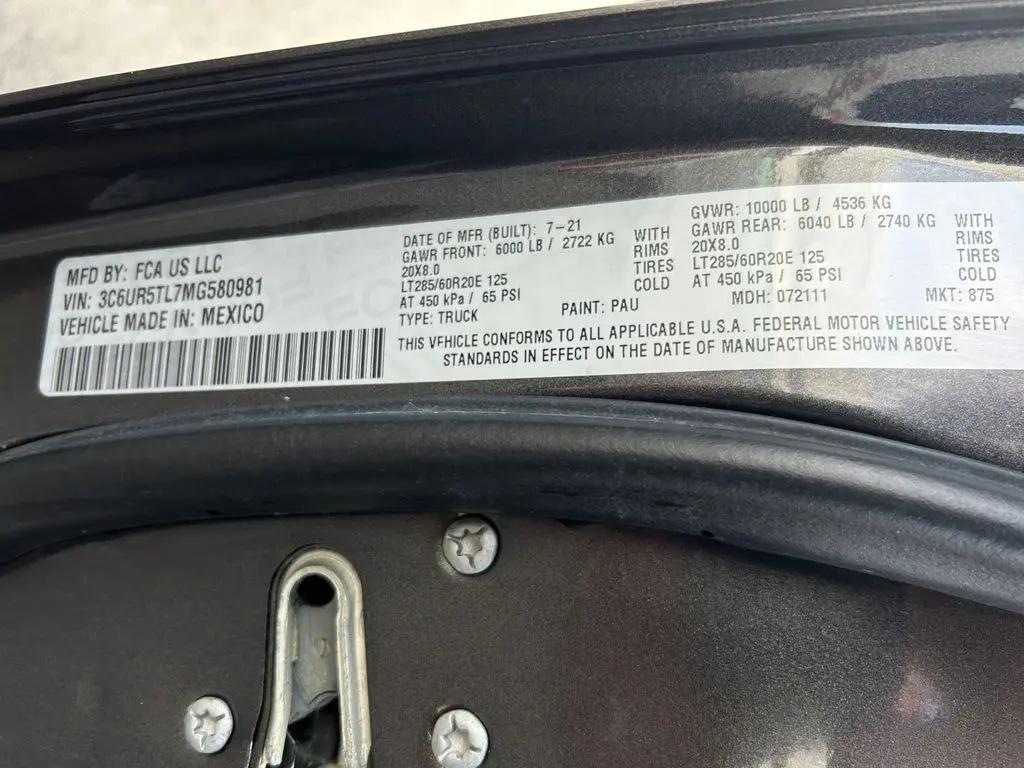 MFD BY: FCA US LLC
VIN: 3C6UR5TL7MG580981
VEHICLE MADE IN: MEXICO
DATE OF MFR (BUILT): 7-21
GAWR FRONT: 6000 LB / 2722 KG WITH
20X8.0 RIMS
LT285/60R20E 125 TIRES
AT 450 kPa / 65 PSI COLD
TYPE: TRUCK
PAINT: PAU
GVWR: 10000 LB / 4536 KG
GAWR REAR: 6040 LB / 2740 KG WITH
20X8.0 RIMS
LT285/60R20E 125 TIRES
AT 450 kPa / 65 PSI COLD
MDH: 072111
MKT: 875
THIS VEHICLE CONFORMS TO ALL APPLICABLE U.S.A. FEDERAL MOTOR VEHICLE SAFETY
STANDARDS IN EFFECT ON THE DATE OF MANUFACTURE SHOWN ABOVE.